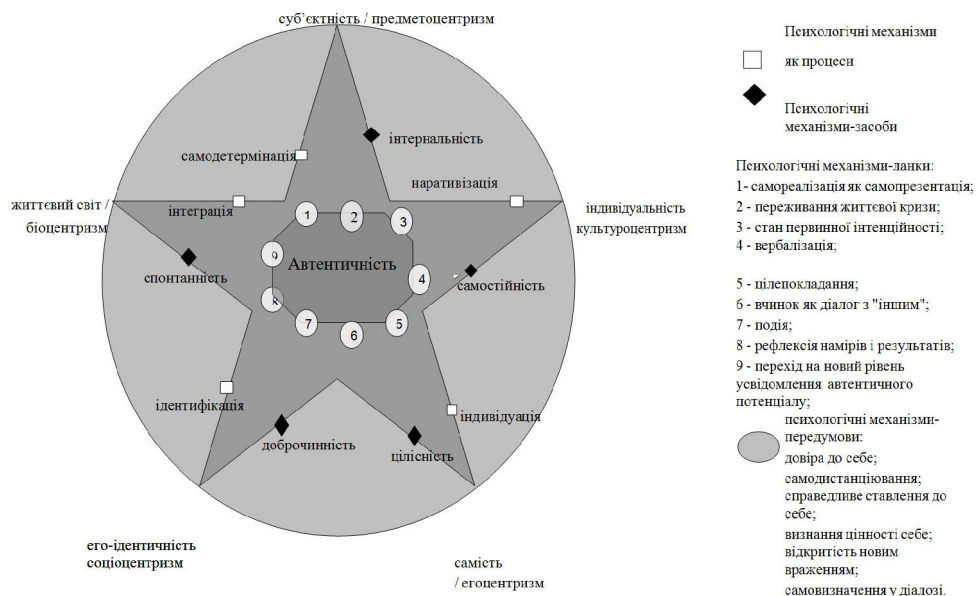 суб’єктність / предметоцентризм
інтернальність
самодетермінація
наративізація
життєвий світ /
біоцентризм
інтеграція
індивідуальність
культуроцентризм
1
2
3
9
Автентичність
4
спонтанність
самостійність
8
7
6
5
ідентифікація
індивідуація
доброчинність
цілісність
его-ідентичність
соціоцентризм
самість
/ егоцентризм
Психологічні механізми
як процеси
Психологічні
механізми-засоби
Психологічні механізми-ланки:
1- самореалізація як самопрезентація;
2 - переживання життєвої кризи;
3 - стан первинної інтенційності;
4 - вербалізація;
5 - цілепокладання;
6 - вчинок як діалог з "іншим";
7 - подія;
8 - рефлексія намірів і результатів;
9 - перехід на новий рівень
усвідомлення автентичного
потенціалу;
психологічні механізми-
передумови:
довіра до себе;
самодистанціювання;
справедливе ставлення до
себе;
визнання цінності себе;
відкритість новим
враженням;
самовизначення у діалозі.